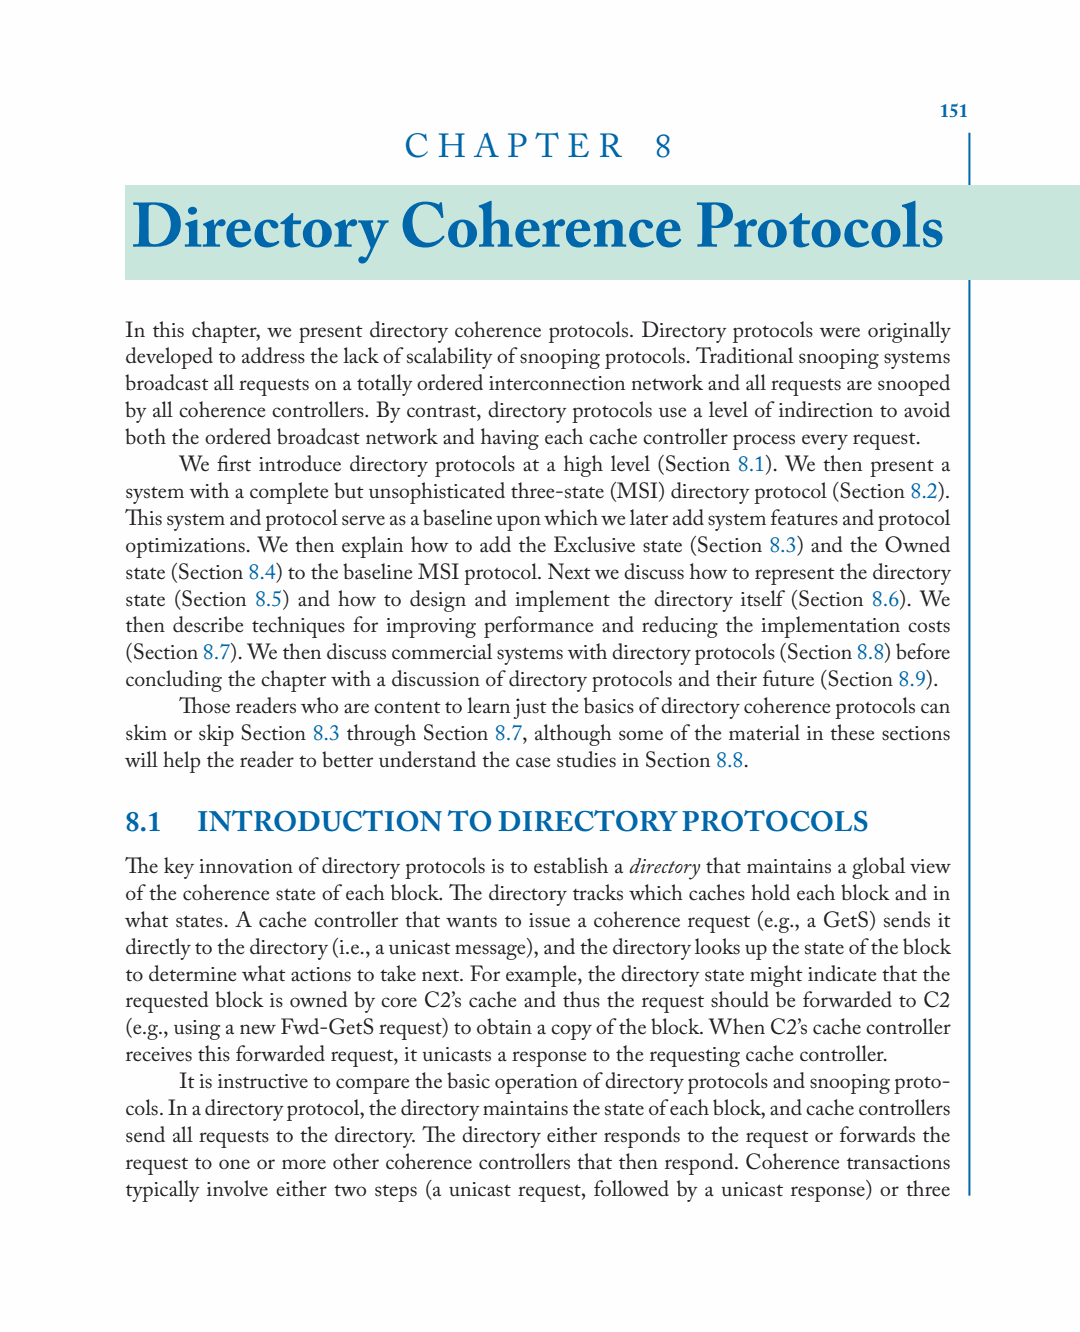 151
CHAPTER 8
Directory Coherence Protocols
In this chapter, we present directory coherence protocols. Directory protocols were originally
developed to address the lack of scalability of snooping protocols. Traditional snooping systems
broadcast all requests on a totally ordered interconnection network and all requests are snooped
by all coherence controllers. By contrast, directory protocols use a level of indirection to avoid
both the ordered broadcast network and having each cache controller process every request.
We first introduce directory protocols at a high level (Section 8.1). We then present a
system with a complete but unsophisticated three-state (MSI) directory protocol (Section 8.2).
This system and protocol serve as a baseline upon which we later add system features and protocol
optimizations. We then explain how to add the Exclusive state (Section 8.3) and the Owned
state (Section 8.4) to the baseline MSI protocol. Next we discuss how to represent the directory
state (Section 8.5) and how to design and implement the directory itself (Section 8.6). We
then describe techniques for improving performance and reducing the implementation costs
(Section 8.7). We then discuss commercial systems with directory protocols (Section 8.8) before
concluding the chapter with a discussion of directory protocols and their future (Section 8.9).
Those readers who are content to learn just the basics of directory coherence protocols can
skim or skip Section 8.3 through Section 8.7, although some of the material in these sections
will help the reader to better understand the case studies in Section 8.8.
8.1 INTRODUCTION TO DIRECTORY PROTOCOLS
The key innovation of directory protocols is to establish a directory that maintains a global view
of the coherence state of each block. The directory tracks which caches hold each block and in
what states. A cache controller that wants to issue a coherence request (e.g., a GetS) sends it
directly to the directory (i.e., a unicast message), and the directory looks up the state of the block
to determine what actions to take next. For example, the directory state might indicate that the
requested block is owned by core C2’s cache and thus the request should be forwarded to C2
(e.g., using a new Fwd-GetS request) to obtain a copy of the block. When C2’s cache controller
receives this forwarded request, it unicasts a response to the requesting cache controller.
It is instructive to compare the basic operation of directory protocols and snooping proto-
cols. In a directory protocol, the directory maintains the state of each block, and cache controllers
send all requests to the directory. The directory either responds to the request or forwards the
request to one or more other coherence controllers that then respond. Coherence transactions
typically involve either two steps (a unicast request, followed by a unicast response) or three